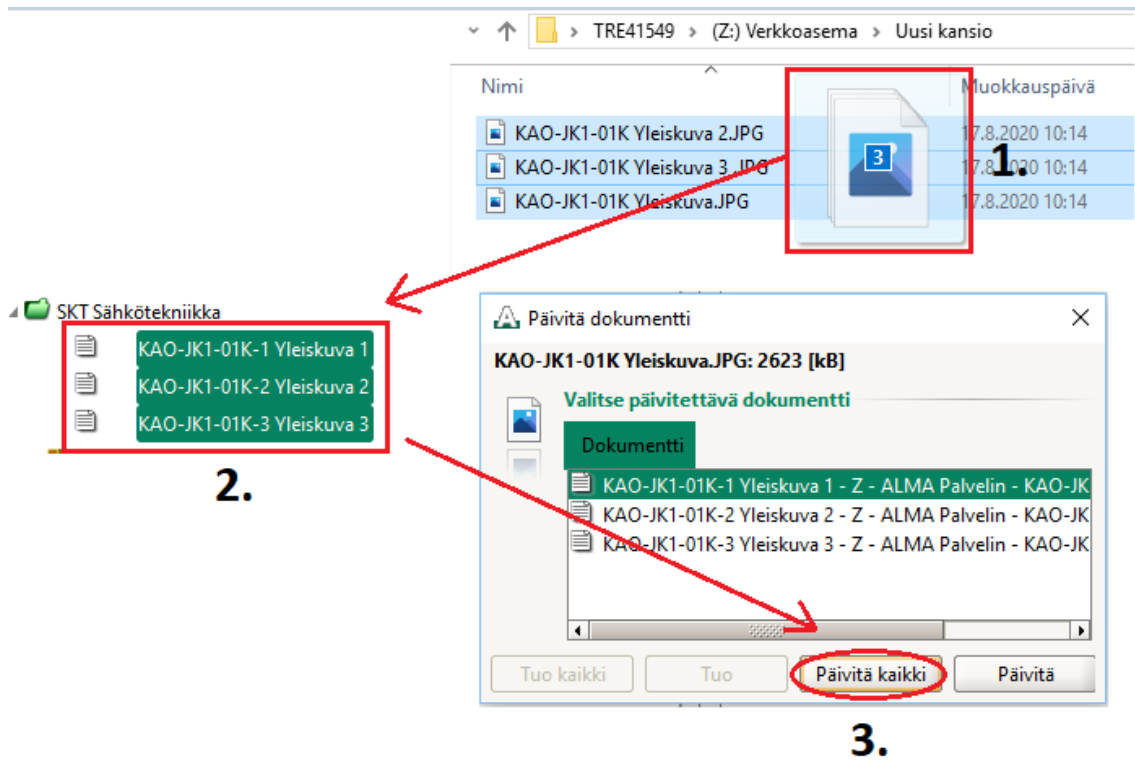 TRE41549 > (Z:) Verkkoasema > Uusi kansio
Nimi Muokkauspäivä
KAO-JK1-01K Yleiskuva 2.JPG 17.8.2020 10:14
KAO-JK1-01K Yleiskuva 3 .JPG 17.8.2020 10:14
KAO-JK1-01K Yleiskuva.JPG 17.8.2020 10:14
3
1.
SKT Sähkötekniikka
KAO-JK1-01K-1 Yleiskuva 1
KAO-JK1-01K-2 Yleiskuva 2
KAO-JK1-01K-3 Yleiskuva 3
2.
Päivitä dokumentti
KAO-JK1-01K Yleiskuva.JPG: 2623 [kB]
Valitse päivitettävä dokumentti
Dokumentti
KAO-JK1-01K-1 Yleiskuva 1 - Z - ALMA Palvelin - KAO-JK
KAO-JK1-01K-2 Yleiskuva 2 - Z - ALMA Palvelin - KAO-JK
KAO-JK1-01K-3 Yleiskuva 3 - Z - ALMA Palvelin - KAO-JK
Tuo kaikki Tuo Päivitä kaikki Päivitä
3.